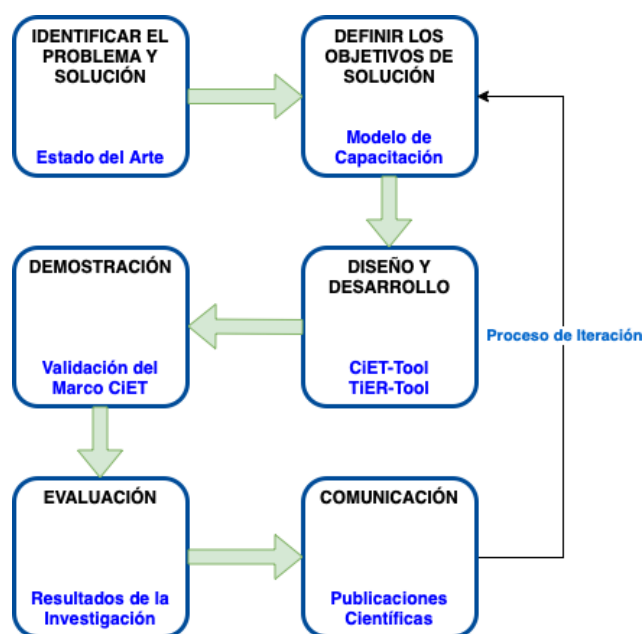 IDENTIFICAR EL
PROBLEMA Y
SOLUCIÓN
Estado del Arte
DEFINIR LOS
OBJETIVOS DE
SOLUCIÓN
Modelo de
Capacitación
DEMOSTRACIÓN
Validación del
Marco CiET
DISEÑO Y
DESARROLLO
CiET-Tool
TiER-Tool
Proceso de Iteración
EVALUACIÓN
Resultados de la
Investigación
COMUNICACIÓN
Publicaciones
Científicas